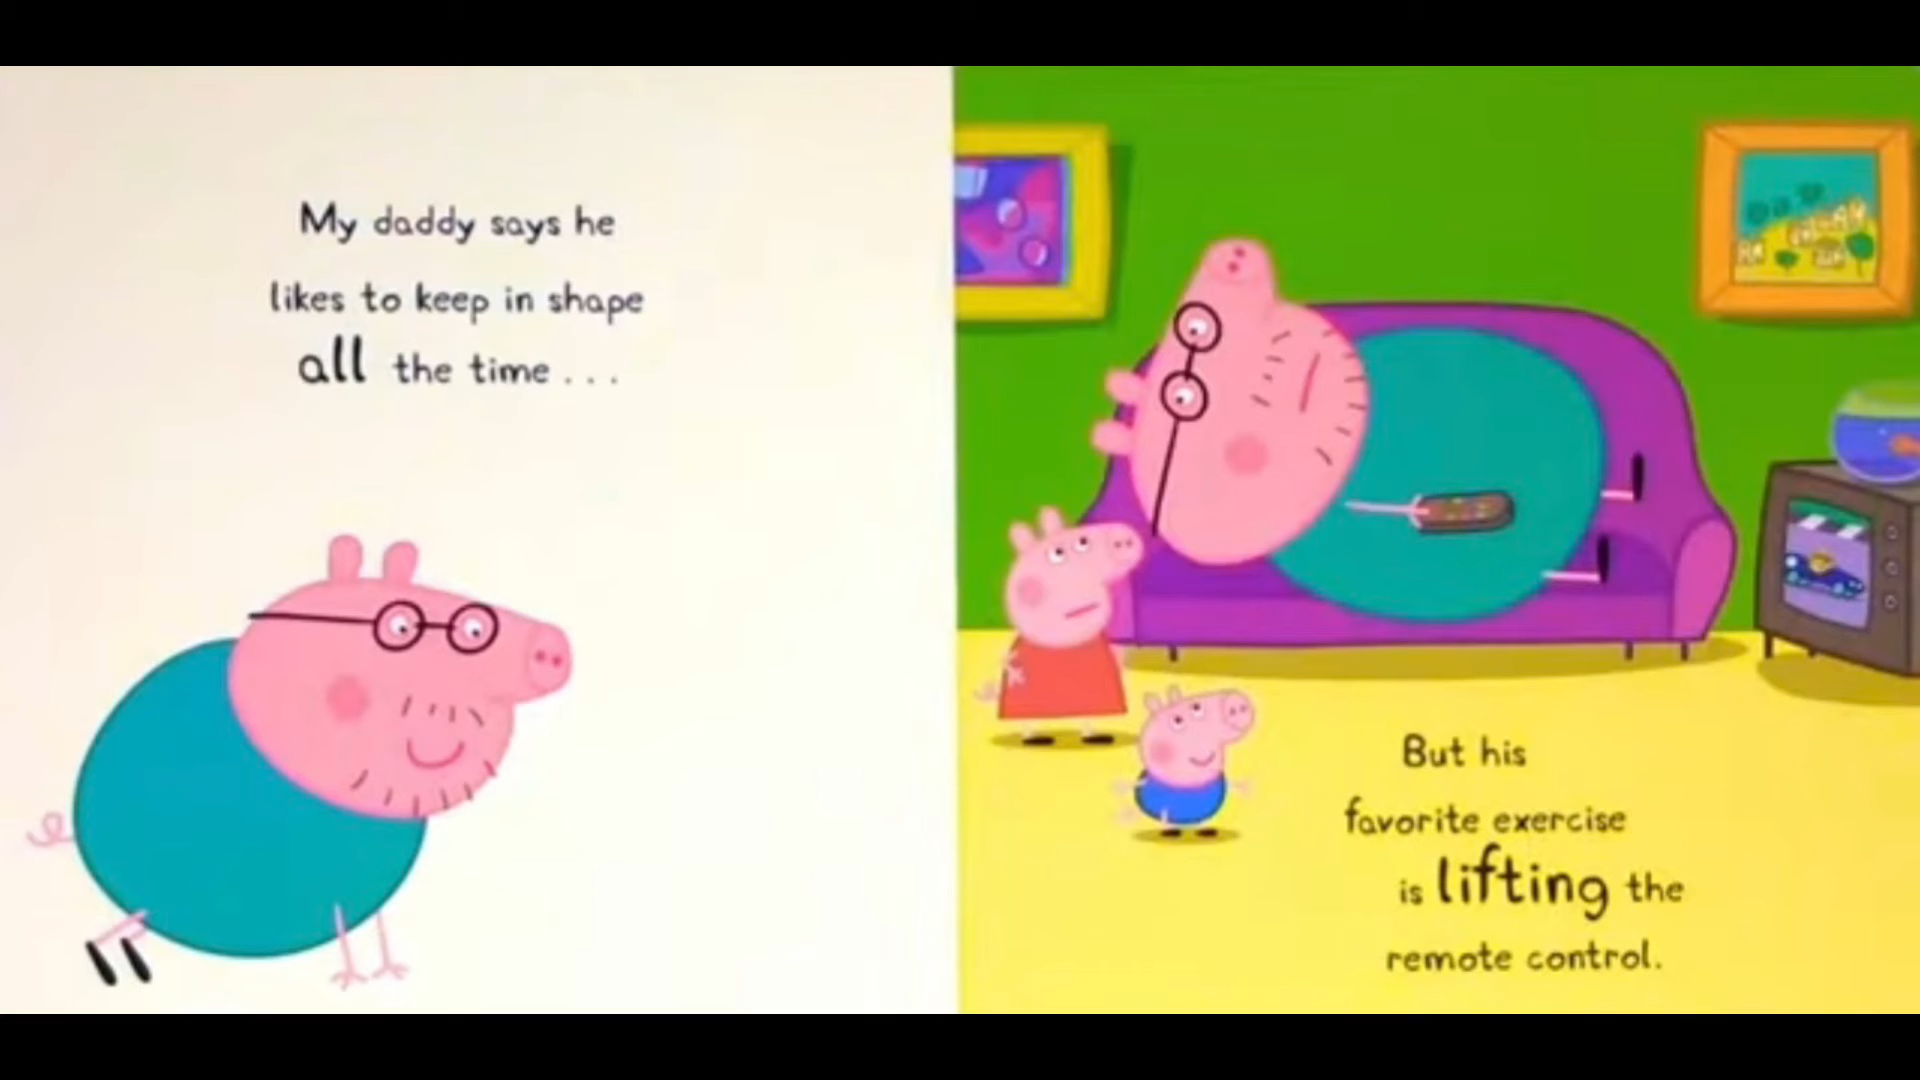 My daddy says he
likes to keep in shape
all the time...
But his
favorite exercise
is lifting the
remote control.